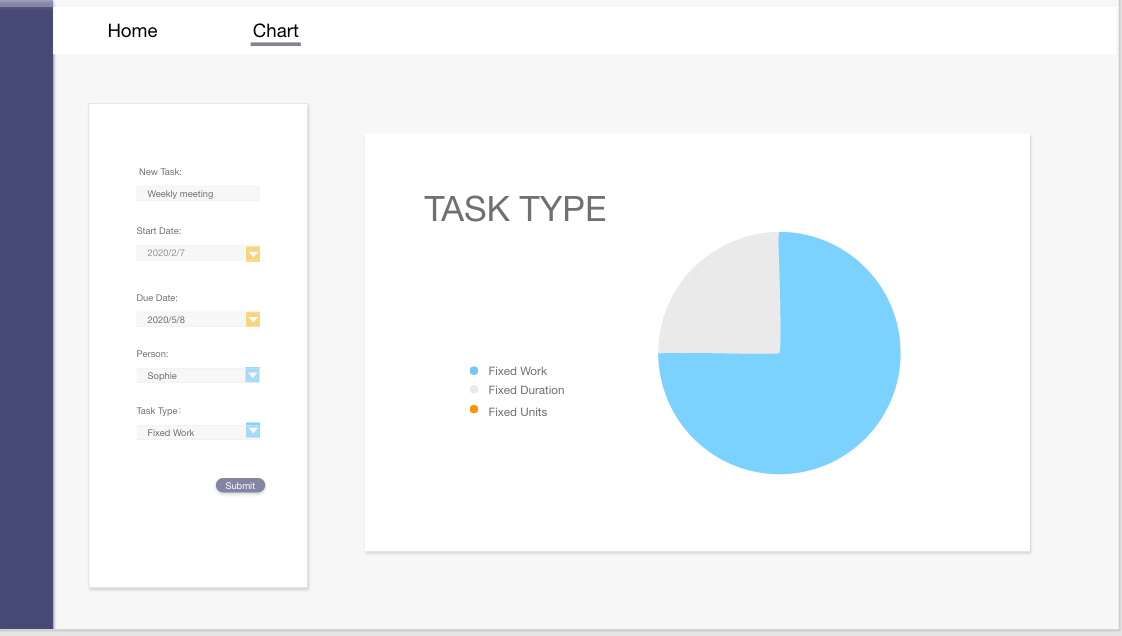 Home
Chart
New Task:
Weekly meeting
Start Date:
2020/2/7
Due Date:
2020/5/8
Person:
Sophie
Task Type:
Fixed Work
Submit
TASK TYPE
Fixed Work
Fixed Duration
Fixed Units